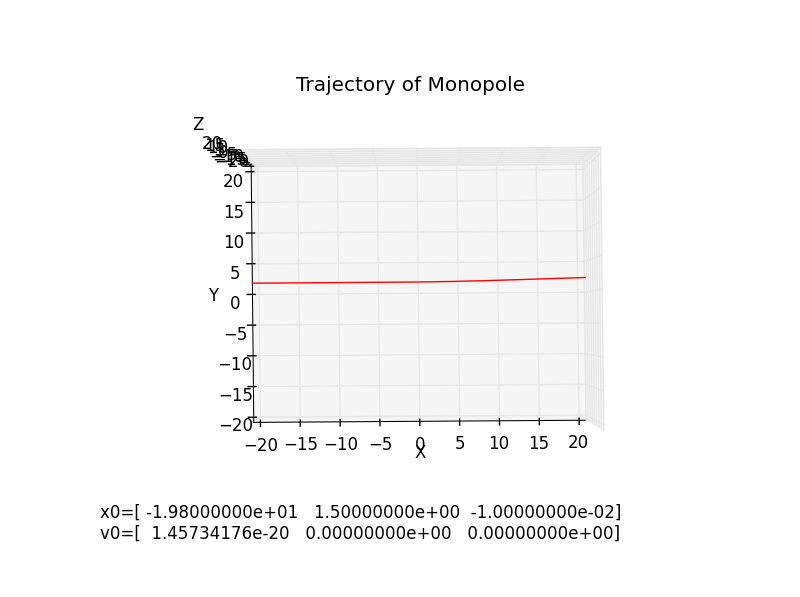 Trajectory of Monopole
Z
20
20
15
10
5
Y
0
−5
−10
−15
−20
−20 −15 −10 −5 0 5 10 15 20
X
x0=[ -1.98000000e+01 1.50000000e+00 -1.00000000e-02]
v0=[ 1.45734176e-20 0.00000000e+00 0.00000000e+00]